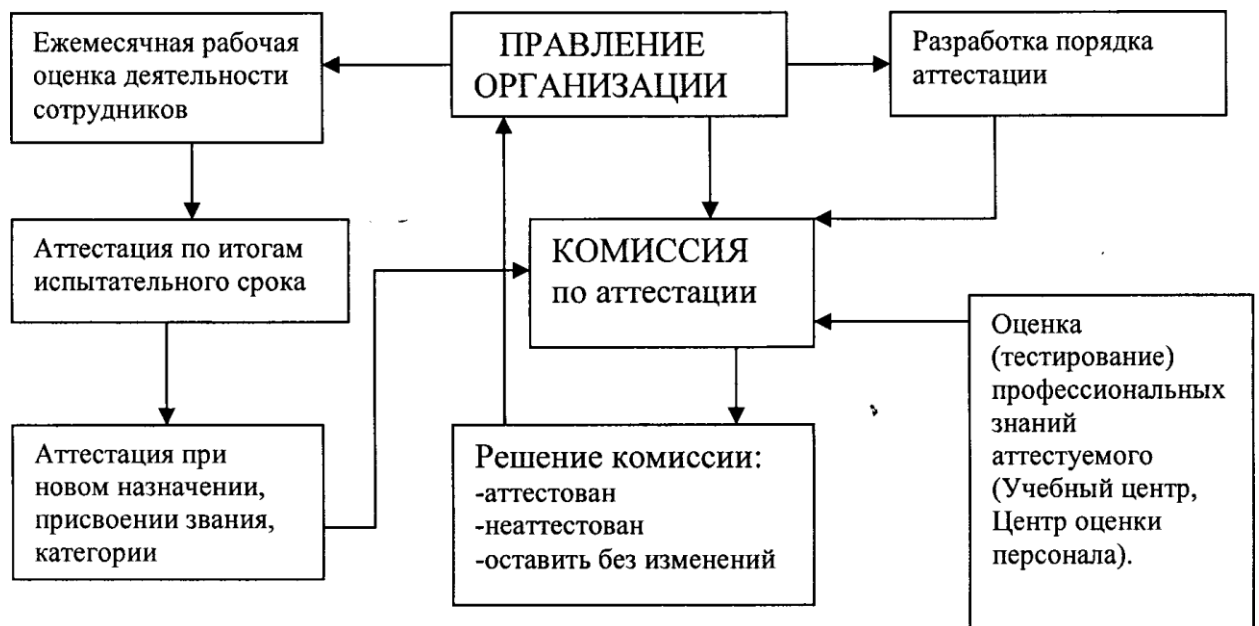 Ежемесячная рабочая
оценка деятельности
сотрудников
ПРАВЛЕНИЕ
ОРГАНИЗАЦИИ
Разработка порядка
аттестации
Аттестация по итогам
испытательного срока
КОМИССИЯ
по аттестации
Оценка
(тестирование)
профессиональных
знаний
аттестуемого
(Учебный центр,
Центр оценки
персонала).
Аттестация при
новом назначении,
присвоении звания,
категории
Решение комиссии:
-аттестован
-неаттестован
-оставить без изменений